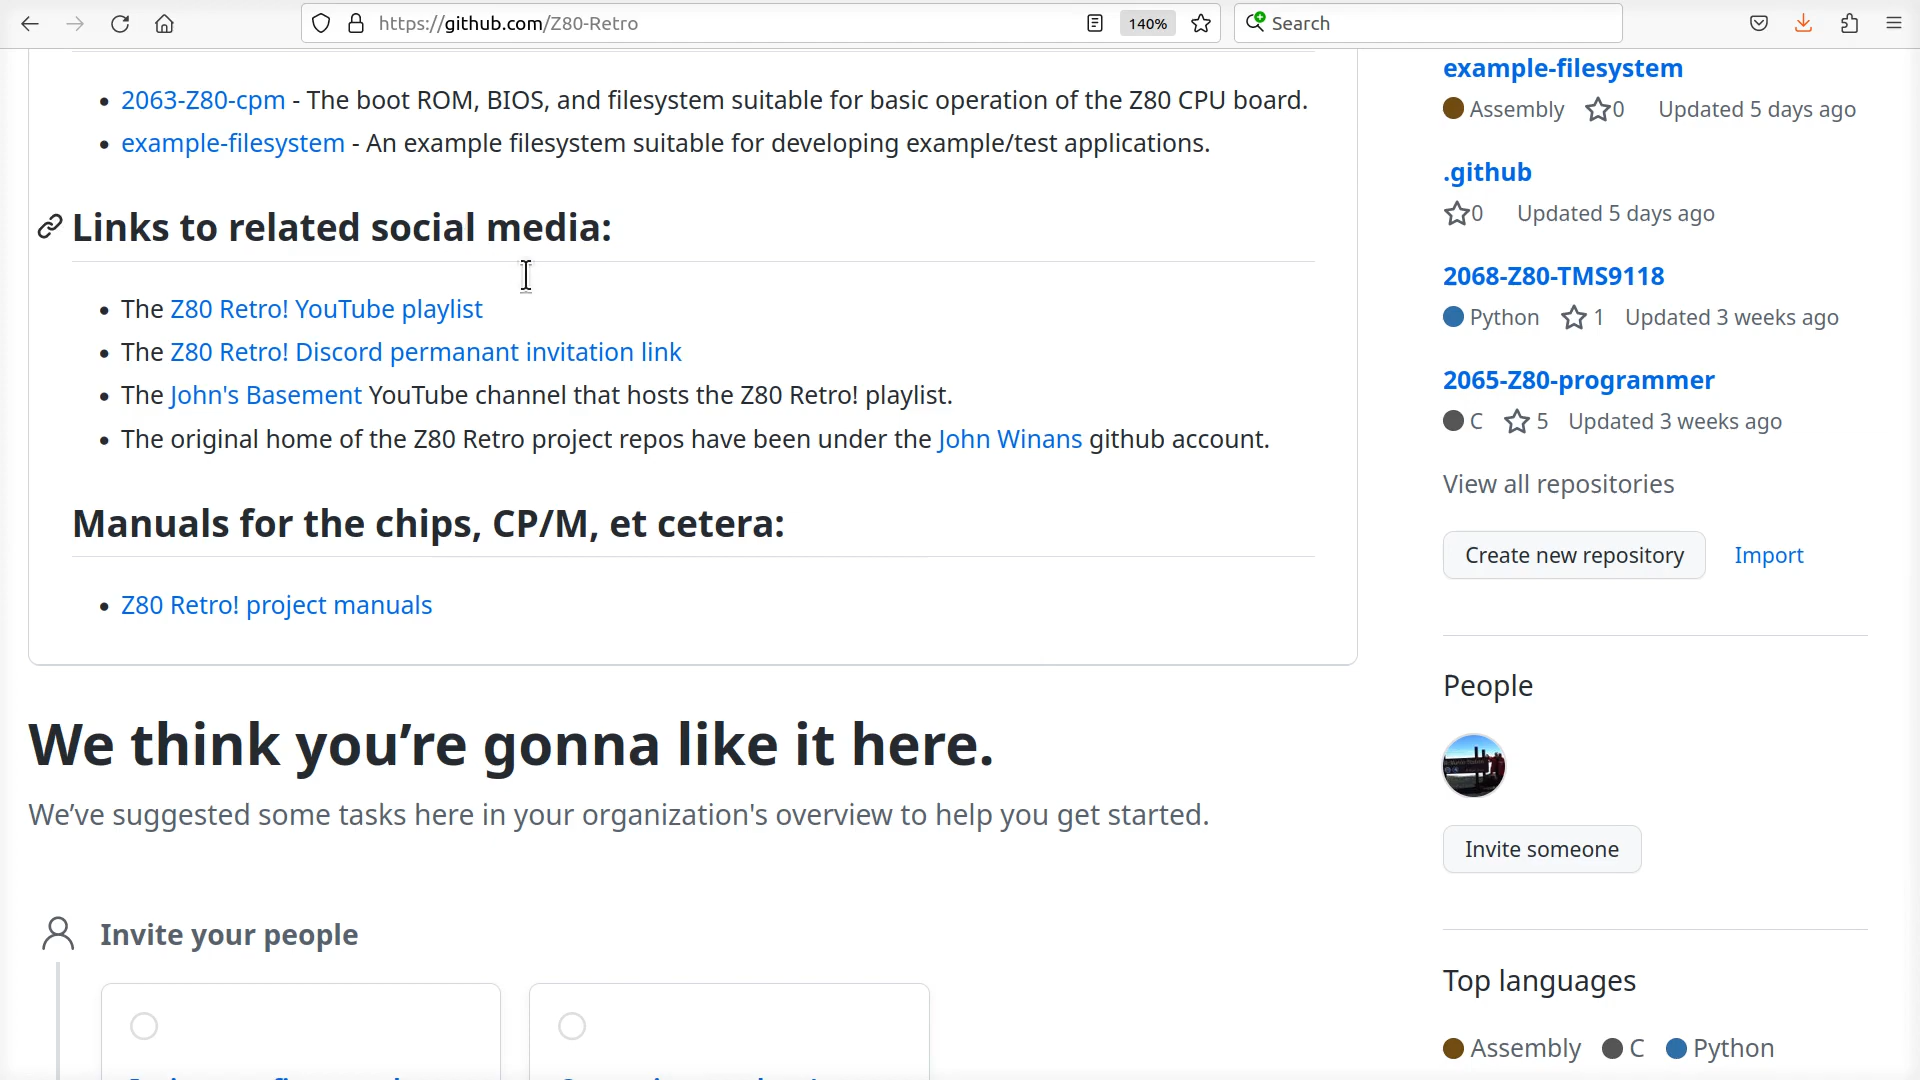 https://github.com/Z80-Retro
140%
Search
2063-Z80-cpm - The boot ROM, BIOS, and filesystem suitable for basic operation of the Z80 CPU board.
example-filesystem - An example filesystem suitable for developing example/test applications.
Links to related social media:
The Z80 Retro! YouTube playlist
The Z80 Retro! Discord permanant invitation link
The John's Basement YouTube channel that hosts the Z80 Retro! playlist.
The original home of the Z80 Retro project repos have been under the John Winans github account.
Manuals for the chips, CP/M, et cetera:
Z80 Retro! project manuals
We think you’re gonna like it here.
We’ve suggested some tasks here in your organization's overview to help you get started.
Invite your people
example-filesystem
Assembly 0 Updated 5 days ago
.github
0 Updated 5 days ago
2068-Z80-TMS9118
Python 1 Updated 3 weeks ago
2065-Z80-programmer
C 5 Updated 3 weeks ago
View all repositories
Create new repository Import
People
Invite someone
Top languages
Assembly C Python